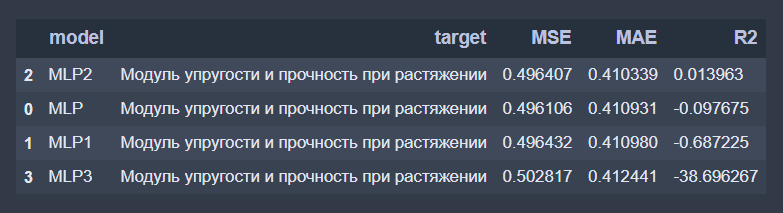 model target MSE MAE R2
2 MLP2 Модуль упругости и прочность при растяжении 0.496407 0.410339 0.013963
0 MLP Модуль упругости и прочность при растяжении 0.496106 0.410931 -0.097675
1 MLP1 Модуль упругости и прочность при растяжении 0.496432 0.410980 -0.687225
3 MLP3 Модуль упругости и прочность при растяжении 0.502817 0.412441 -38.696267